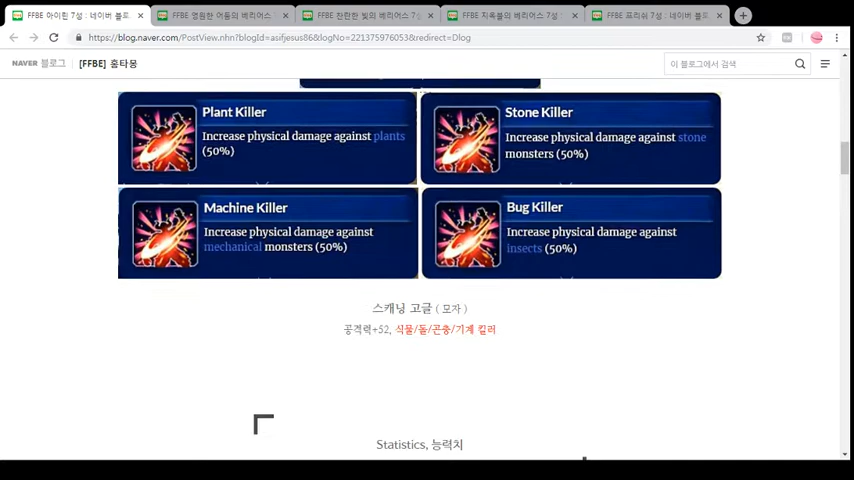 FFBE 아이린 7성 : 네이버 블로
FFBE 영원한 어둠의 베리어스
FFBE 찬란한 빛의 베리어스 7성
FFBE 지옥불의 베리어스 7성 :
FFBE 프리쉬 7성 : 네이버 블로
https://blog.naver.com/PostView.nhn?blogId=asifjesus86&logNo=221375976053&redirect=Dlog
NAVER 블로그 [FFBE] 홀타몽
이 블로그에서 검색
Plant Killer
Increase physical damage against plants
(50%)
Stone Killer
Increase physical damage against stone
monsters (50%)
Machine Killer
Increase physical damage against
mechanical monsters (50%)
Bug Killer
Increase physical damage against
insects (50%)
스캐닝 고글 ( 모자 )
공격력+52, 식물/돌/곤충/기계 킬러
Statistics, 능력치